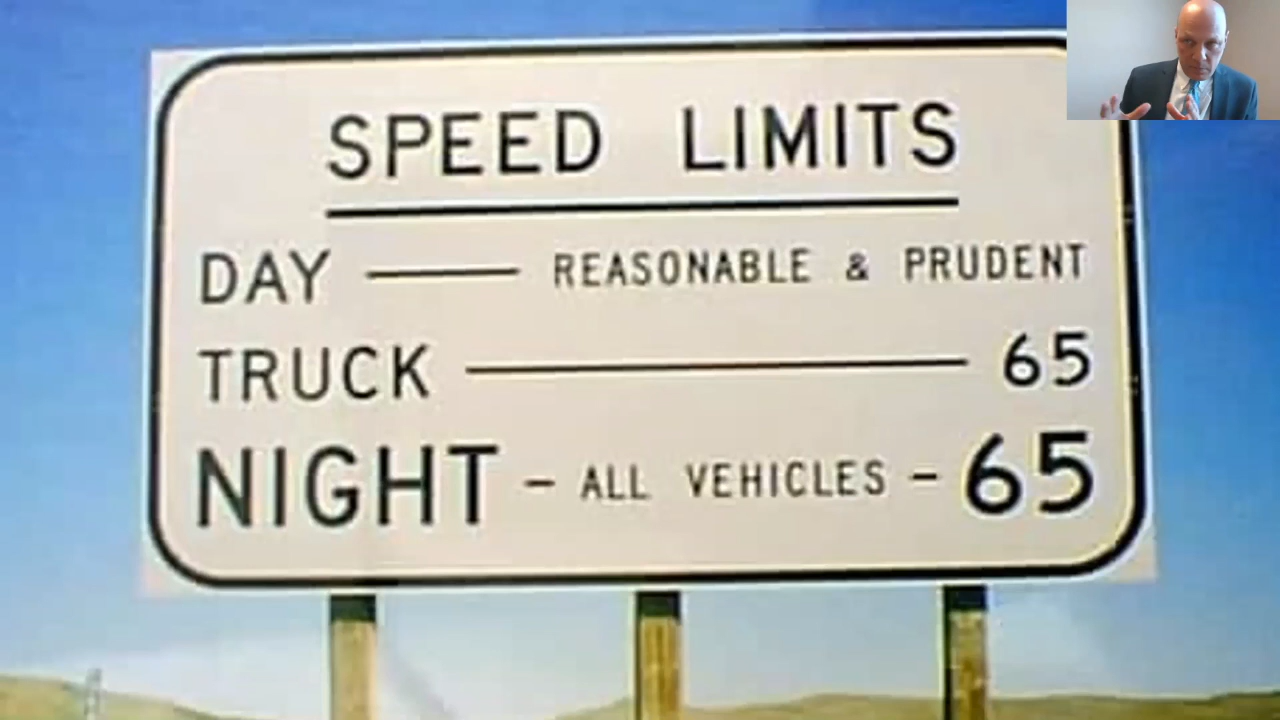 SPEED LIMITS
DAY — REASONABLE & PRUDENT
TRUCK — 65
NIGHT - ALL VEHICLES - 65